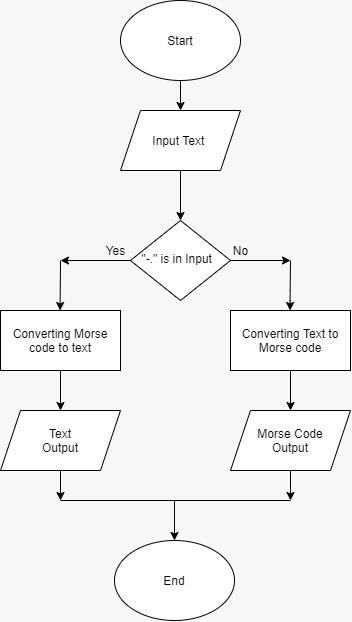 Start
Input Text
"-." is in Input
Yes
No
Converting Morse
code to text
Converting Text to
Morse code
Text
Output
Morse Code
Output
End